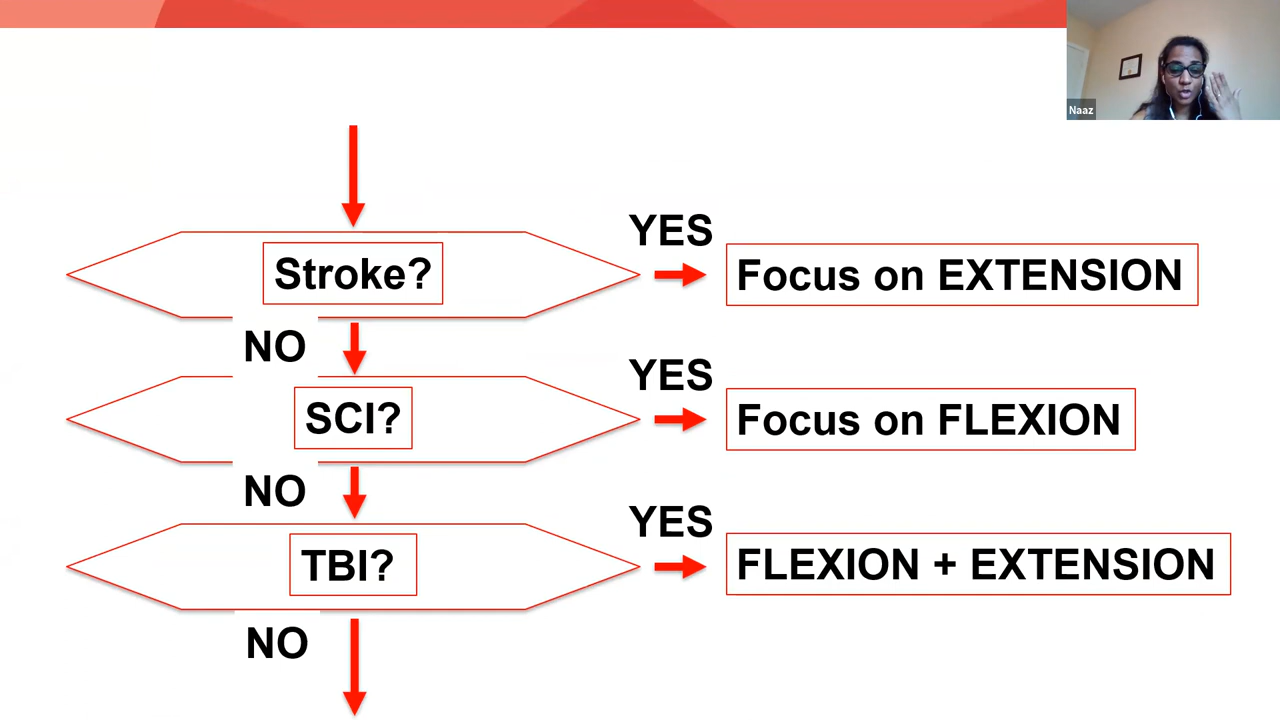 Naaz
YES
Stroke?
Focus on EXTENSION
NO
YES
SCI?
Focus on FLEXION
NO
YES
TBI?
FLEXION + EXTENSION
NO